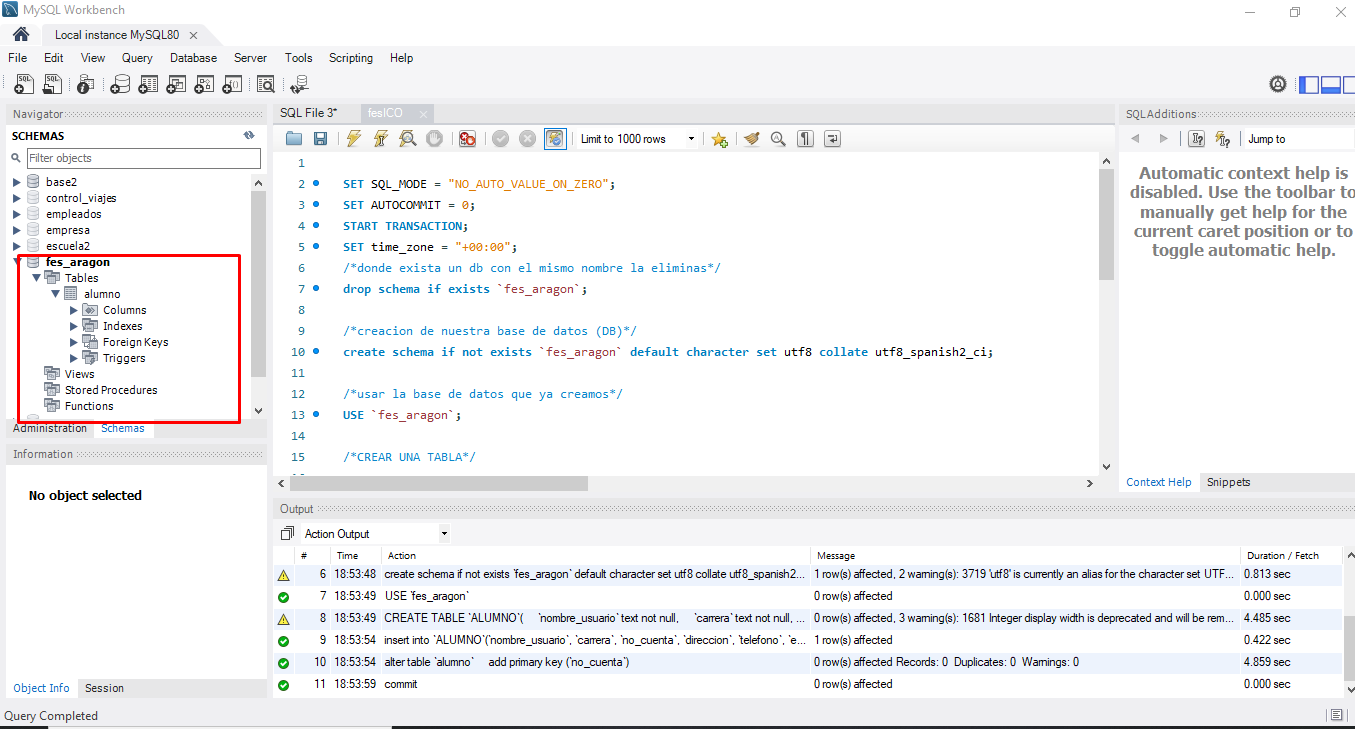 MySQL Workbench
Local instance MySQL80
File Edit View Query Database Server Tools Scripting Help
Navigator
SCHEMAS
Filter objects
base2
control_viajes
empleados
empresa
escuela2
fes_aragon
Tables
alumno
Columns
Indexes
Foreign Keys
Triggers
Views
Stored Procedures
Functions
Administration Schemas
Information
No object selected
Object Info Session
SQL File 3* fesICO
Limit to 1000 rows
1
2 SET SQL_MODE = "NO_AUTO_VALUE_ON_ZERO";
3 SET AUTOCOMMIT = 0;
4 START TRANSACTION;
5 SET time_zone = "+00:00";
6 /*donde exista un db con el mismo nombre la eliminas*/
7 drop schema if exists `fes_aragon`;
8
9 /*creacion de nuestra base de datos (DB)*/
10 create schema if not exists `fes_aragon` default character set utf8 collate utf8_spanish2_ci;
11
12 /*usar la base de datos que ya creamos*/
13 USE `fes_aragon`;
14
15 /*CREAR UNA TABLA*/
SQLAdditions
Jump to
Automatic context help is
disabled. Use the toolbar to
manually get help for the
current caret position or to
toggle automatic help.
Context Help Snippets
Output
Action Output
# Time Action Message Duration / Fetch
6 18:53:48 create schema if not exists `fes_aragon` default character set utf8 collate utf8_spanish2... 1 row(s) affected, 2 warning(s): 3719 'utf8' is currently an alias for the character set UTF... 0.813 sec
7 18:53:49 USE `fes_aragon` 0 row(s) affected 0.000 sec
8 18:53:49 CREATE TABLE `ALUMNO`( `nombre_usuario` text not null, `carrera` text not null, ... 0 row(s) affected, 3 warning(s): 1681 Integer display width is deprecated and will be rem... 4.485 sec
9 18:53:54 insert into `ALUMNO`(`nombre_usuario`, `carrera`, `no_cuenta`, `direccion`, `telefono`, `e... 1 row(s) affected 0.422 sec
10 18:53:54 alter table `alumno` add primary key (`no_cuenta`) 0 row(s) affected Records: 0 Duplicates: 0 Warnings: 0 4.859 sec
11 18:53:59 commit 0 row(s) affected 0.000 sec
Query Completed